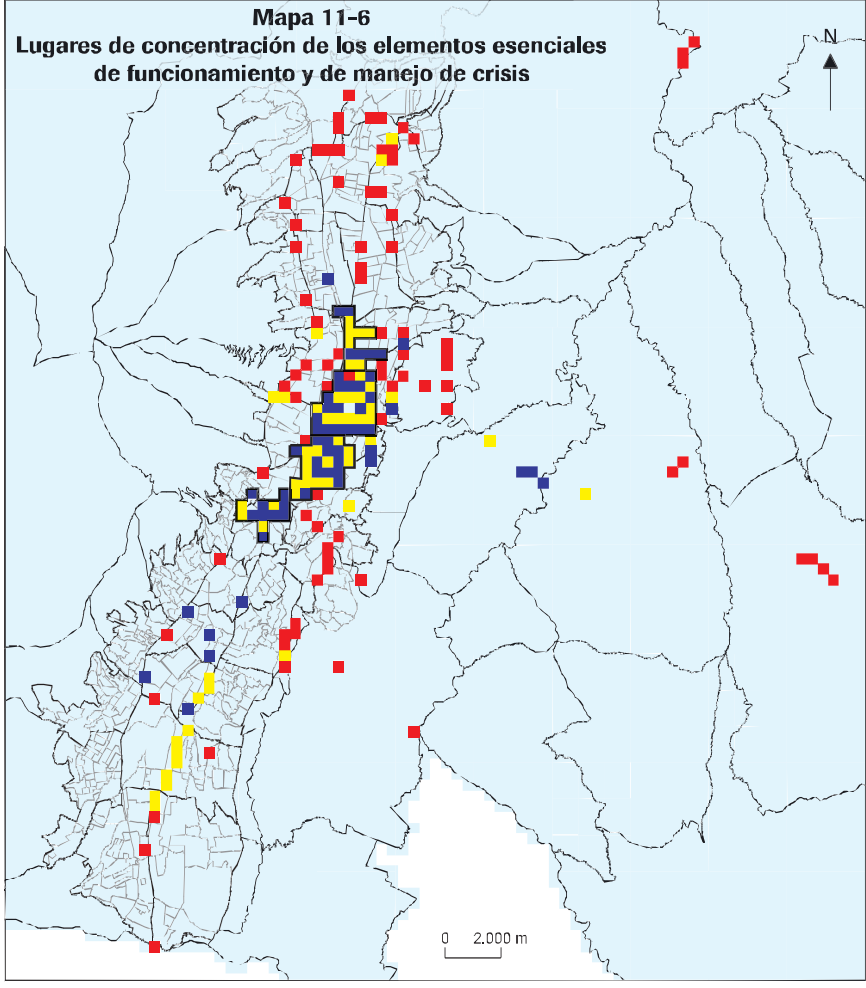 Mapa 11-6
Lugares de concentración de los elementos esenciales
de funcionamiento y de manejo de crisis
N
0 2.000 m